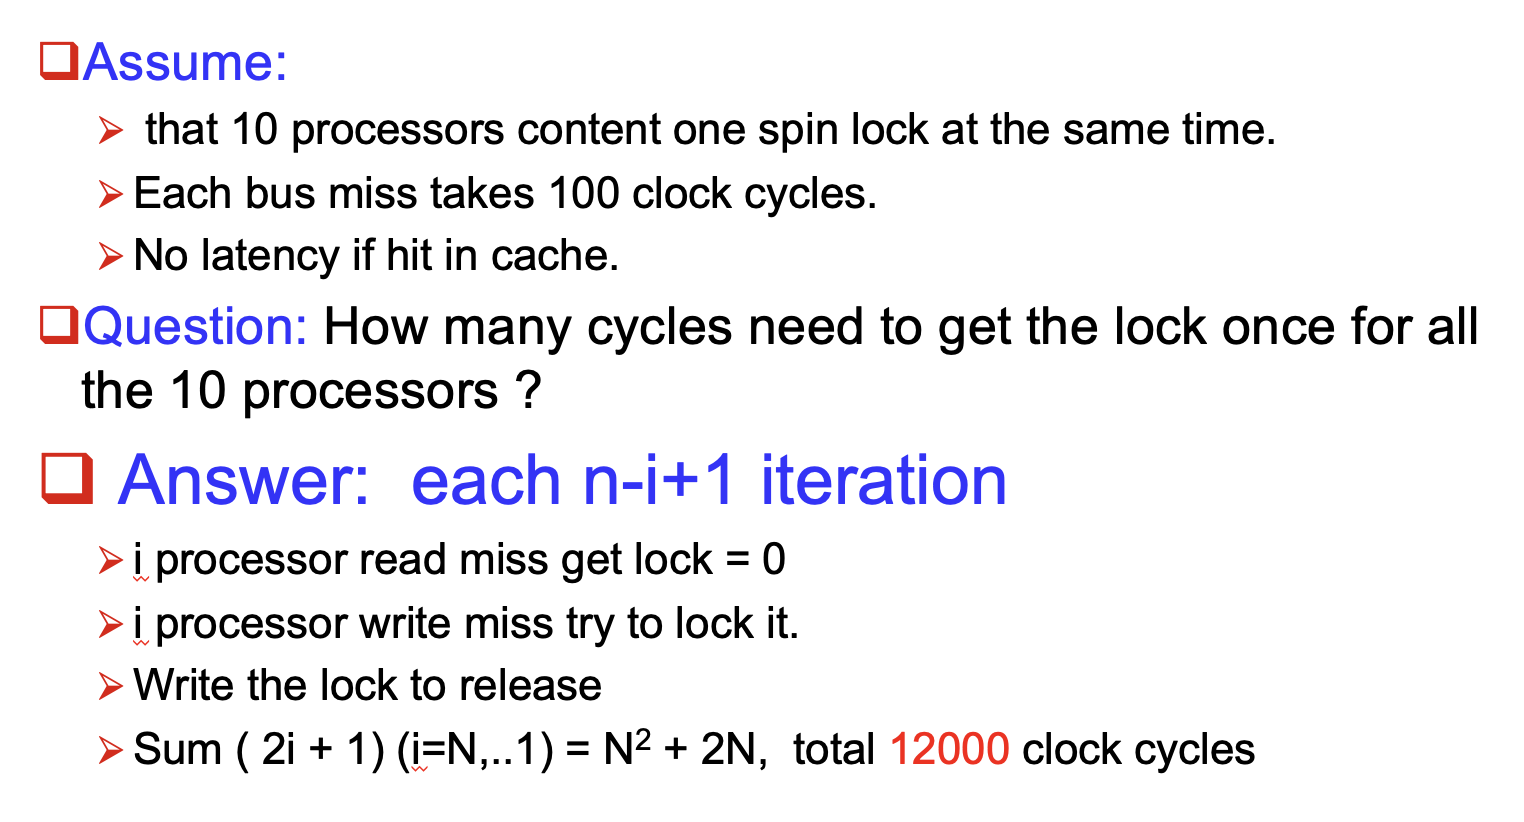 Assume:
that 10 processors content one spin lock at the same time.
Each bus miss takes 100 clock cycles.
No latency if hit in cache.
Question: How many cycles need to get the lock once for all
the 10 processors ?
Answer: each n-i+1 iteration
i processor read miss get lock = 0
i processor write miss try to lock it.
Write the lock to release
Sum ( 2i + 1) (i=N,..1) = N² + 2N, total 12000 clock cycles